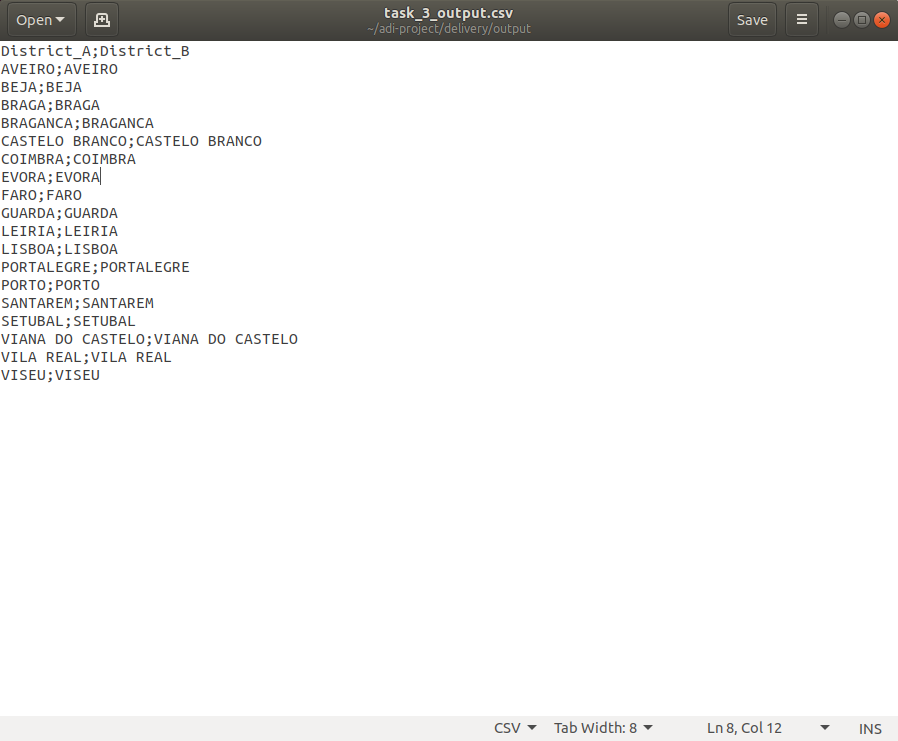 Open
task_3_output.csv
~/adi-project/delivery/output
Save
District_A;District_B
AVEIRO;AVEIRO
BEJA;BEJA
BRAGA;BRAGA
BRAGANCA;BRAGANCA
CASTELO BRANCO;CASTELO BRANCO
COIMBRA;COIMBRA
EVORA;EVORA
FARO;FARO
GUARDA;GUARDA
LEIRIA;LEIRIA
LISBOA;LISBOA
PORTALEGRE;PORTALEGRE
PORTO;PORTO
SANTAREM;SANTAREM
SETUBAL;SETUBAL
VIANA DO CASTELO;VIANA DO CASTELO
VILA REAL;VILA REAL
VISEU;VISEU
CSV Tab Width: 8 Ln 8, Col 12 INS